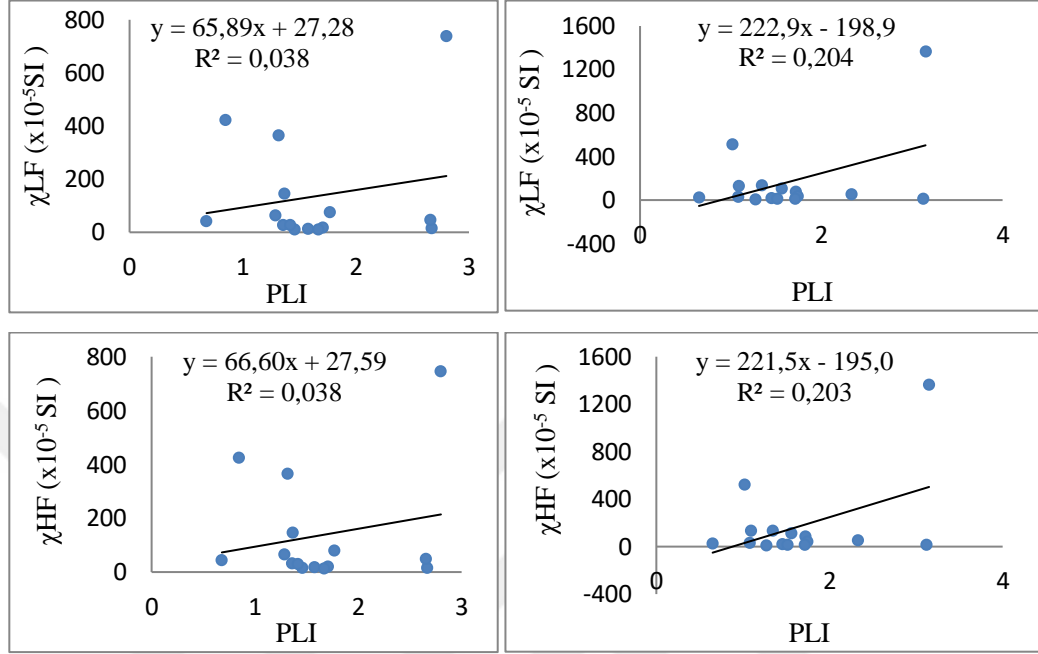 y = 65,89x + 27,28
R² = 0,038
800
600
400
200
0
0 1 2 3
χLF (x10⁻⁵SI )
PLI
y = 222,9x - 198,9
R² = 0,204
1600
1200
800
400
0
-400
0 2 4
χLF (x10⁻⁵ SI )
PLI
y = 66,60x + 27,59
R² = 0,038
800
600
400
200
0
0 1 2 3
χHF (x10⁻⁵ SI )
PLI
y = 221,5x - 195,0
R² = 0,203
1600
1200
800
400
0
-400
0 2 4
χHF (x10⁻⁵ SI )
PLI